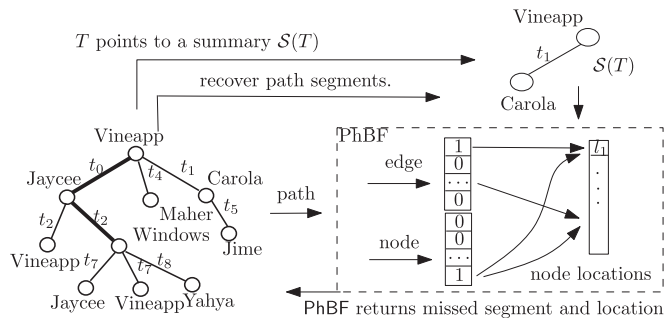 Vineapp
T points to a summary S(T)
t1
S(T)
recover path segments.
Carola
Vineapp
PhBF
t0
t4
t1
Jaycee
Carola
edge
1
0
...
0
l1
path
t2
t2
Maher
t5
Windows
Jime
node
0
0
...
1
Vineapp
t7
t7
t8
node locations
Jaycee
Vineapp
Yahya
PhBF returns missed segment and location